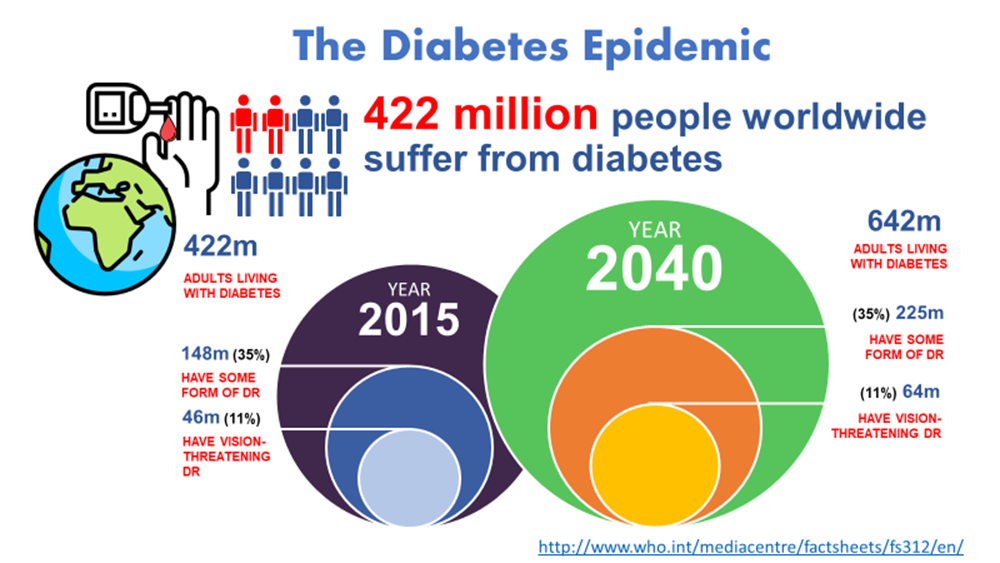 The Diabetes Epidemic
422 million people worldwide
suffer from diabetes
422m
ADULTS LIVING
WITH DIABETES
YEAR
2015
148m (35%)
HAVE SOME
FORM OF DR
46m (11%)
HAVE VISION-
THREATENING
DR
YEAR
2040
642m
ADULTS LIVING
WITH DIABETES
(35%) 225m
HAVE SOME
FORM OF DR
(11%) 64m
HAVE VISION-
THREATENING DR
http://www.who.int/mediacentre/factsheets/fs312/en/